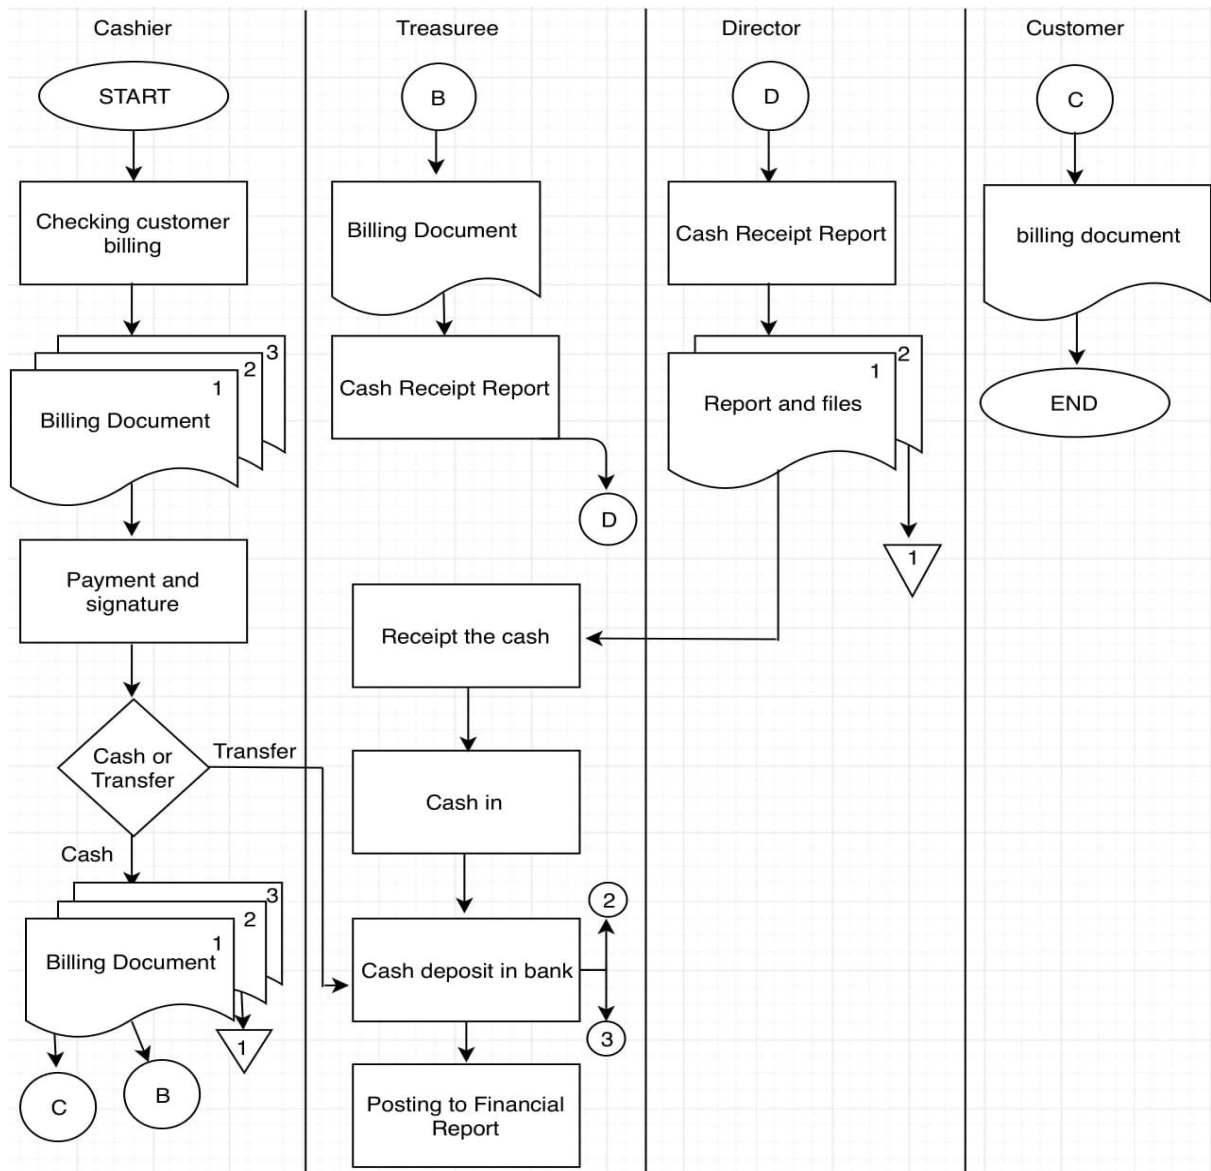 Cashier
START
Checking customer
billing
3
2
1
Billing Document
Payment and
signature
Cash or
Transfer
Transfer
Cash
3
2
1
Billing Document
1
C
B
Treasuree
B
Billing Document
Cash Receipt Report
D
Receipt the cash
Cash in
2
Cash deposit in bank
3
Posting to Financial
Report
Director
D
Cash Receipt Report
2
1
Report and files
1
Customer
C
billing document
END